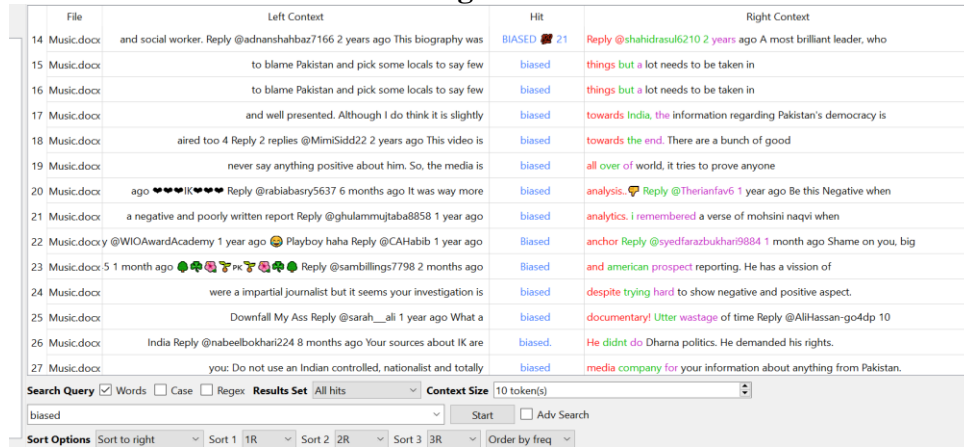 File Left Context Hit Right Context
14 Music.docx and social worker. Reply @adnanshahbaz7166 2 years ago This biography was BIASED 21 Reply @shahidrasul6210 2 years ago A most brilliant leader, who
15 Music.docx to blame Pakistan and pick some locals to say few biased things but a lot needs to be taken in
16 Music.docx to blame Pakistan and pick some locals to say few biased things but a lot needs to be taken in
17 Music.docx and well presented. Although I do think it is slightly biased towards India, the information regarding Pakistan's democracy is
18 Music.docx aired too 4 Reply 2 replies @MimiSidd22 2 years ago This video is biased towards the end. There are a bunch of good
19 Music.docx never say anything positive about him. So, the media is biased all over of world, it tries to prove anyone
20 Music.docx ago ❤❤❤IK❤❤❤ Reply @rabiabasry5637 6 months ago It was way more biased analysis..👎 Reply @Therianfav6 1 year ago Be this Negative when
21 Music.docx a negative and poorly written report Reply @ghulammujtaba8858 1 year ago biased analytics. i remembered a verse of mohsini naqvi when
22 Music.docx y @WIOAwardAcademy 1 year ago 😂 Playboy haha Reply @CAHabib 1 year ago biased anchor Reply @syedfarazbukhari9884 1 month ago Shame on you, big
23 Music.docx 5 1 month ago PK Reply @sambillings7798 2 months ago Biased and american prospect reporting. He has a vission of
24 Music.docx were a impartial journalist but it seems your investigation is biased despite trying hard to show negative and positive aspect.
25 Music.docx Downfall My Ass Reply @sarah__ali 1 year ago What a biased documentary! Utter wastage of time Reply @AliHassan-go4dp 10
26 Music.docx India Reply @nabeelbokhari224 8 months ago Your sources about IK are biased. He didnt do Dharna politics. He demanded his rights.
27 Music.docx you: Do not use an Indian controlled, nationalist and totally biased media company for your information about anything from Pakistan.
Search Query Words Case Regex Results Set All hits Context Size 10 token(s)
biased Start Adv Search
Sort Options Sort to right Sort 1 1R Sort 2 2R Sort 3 3R Order by freq